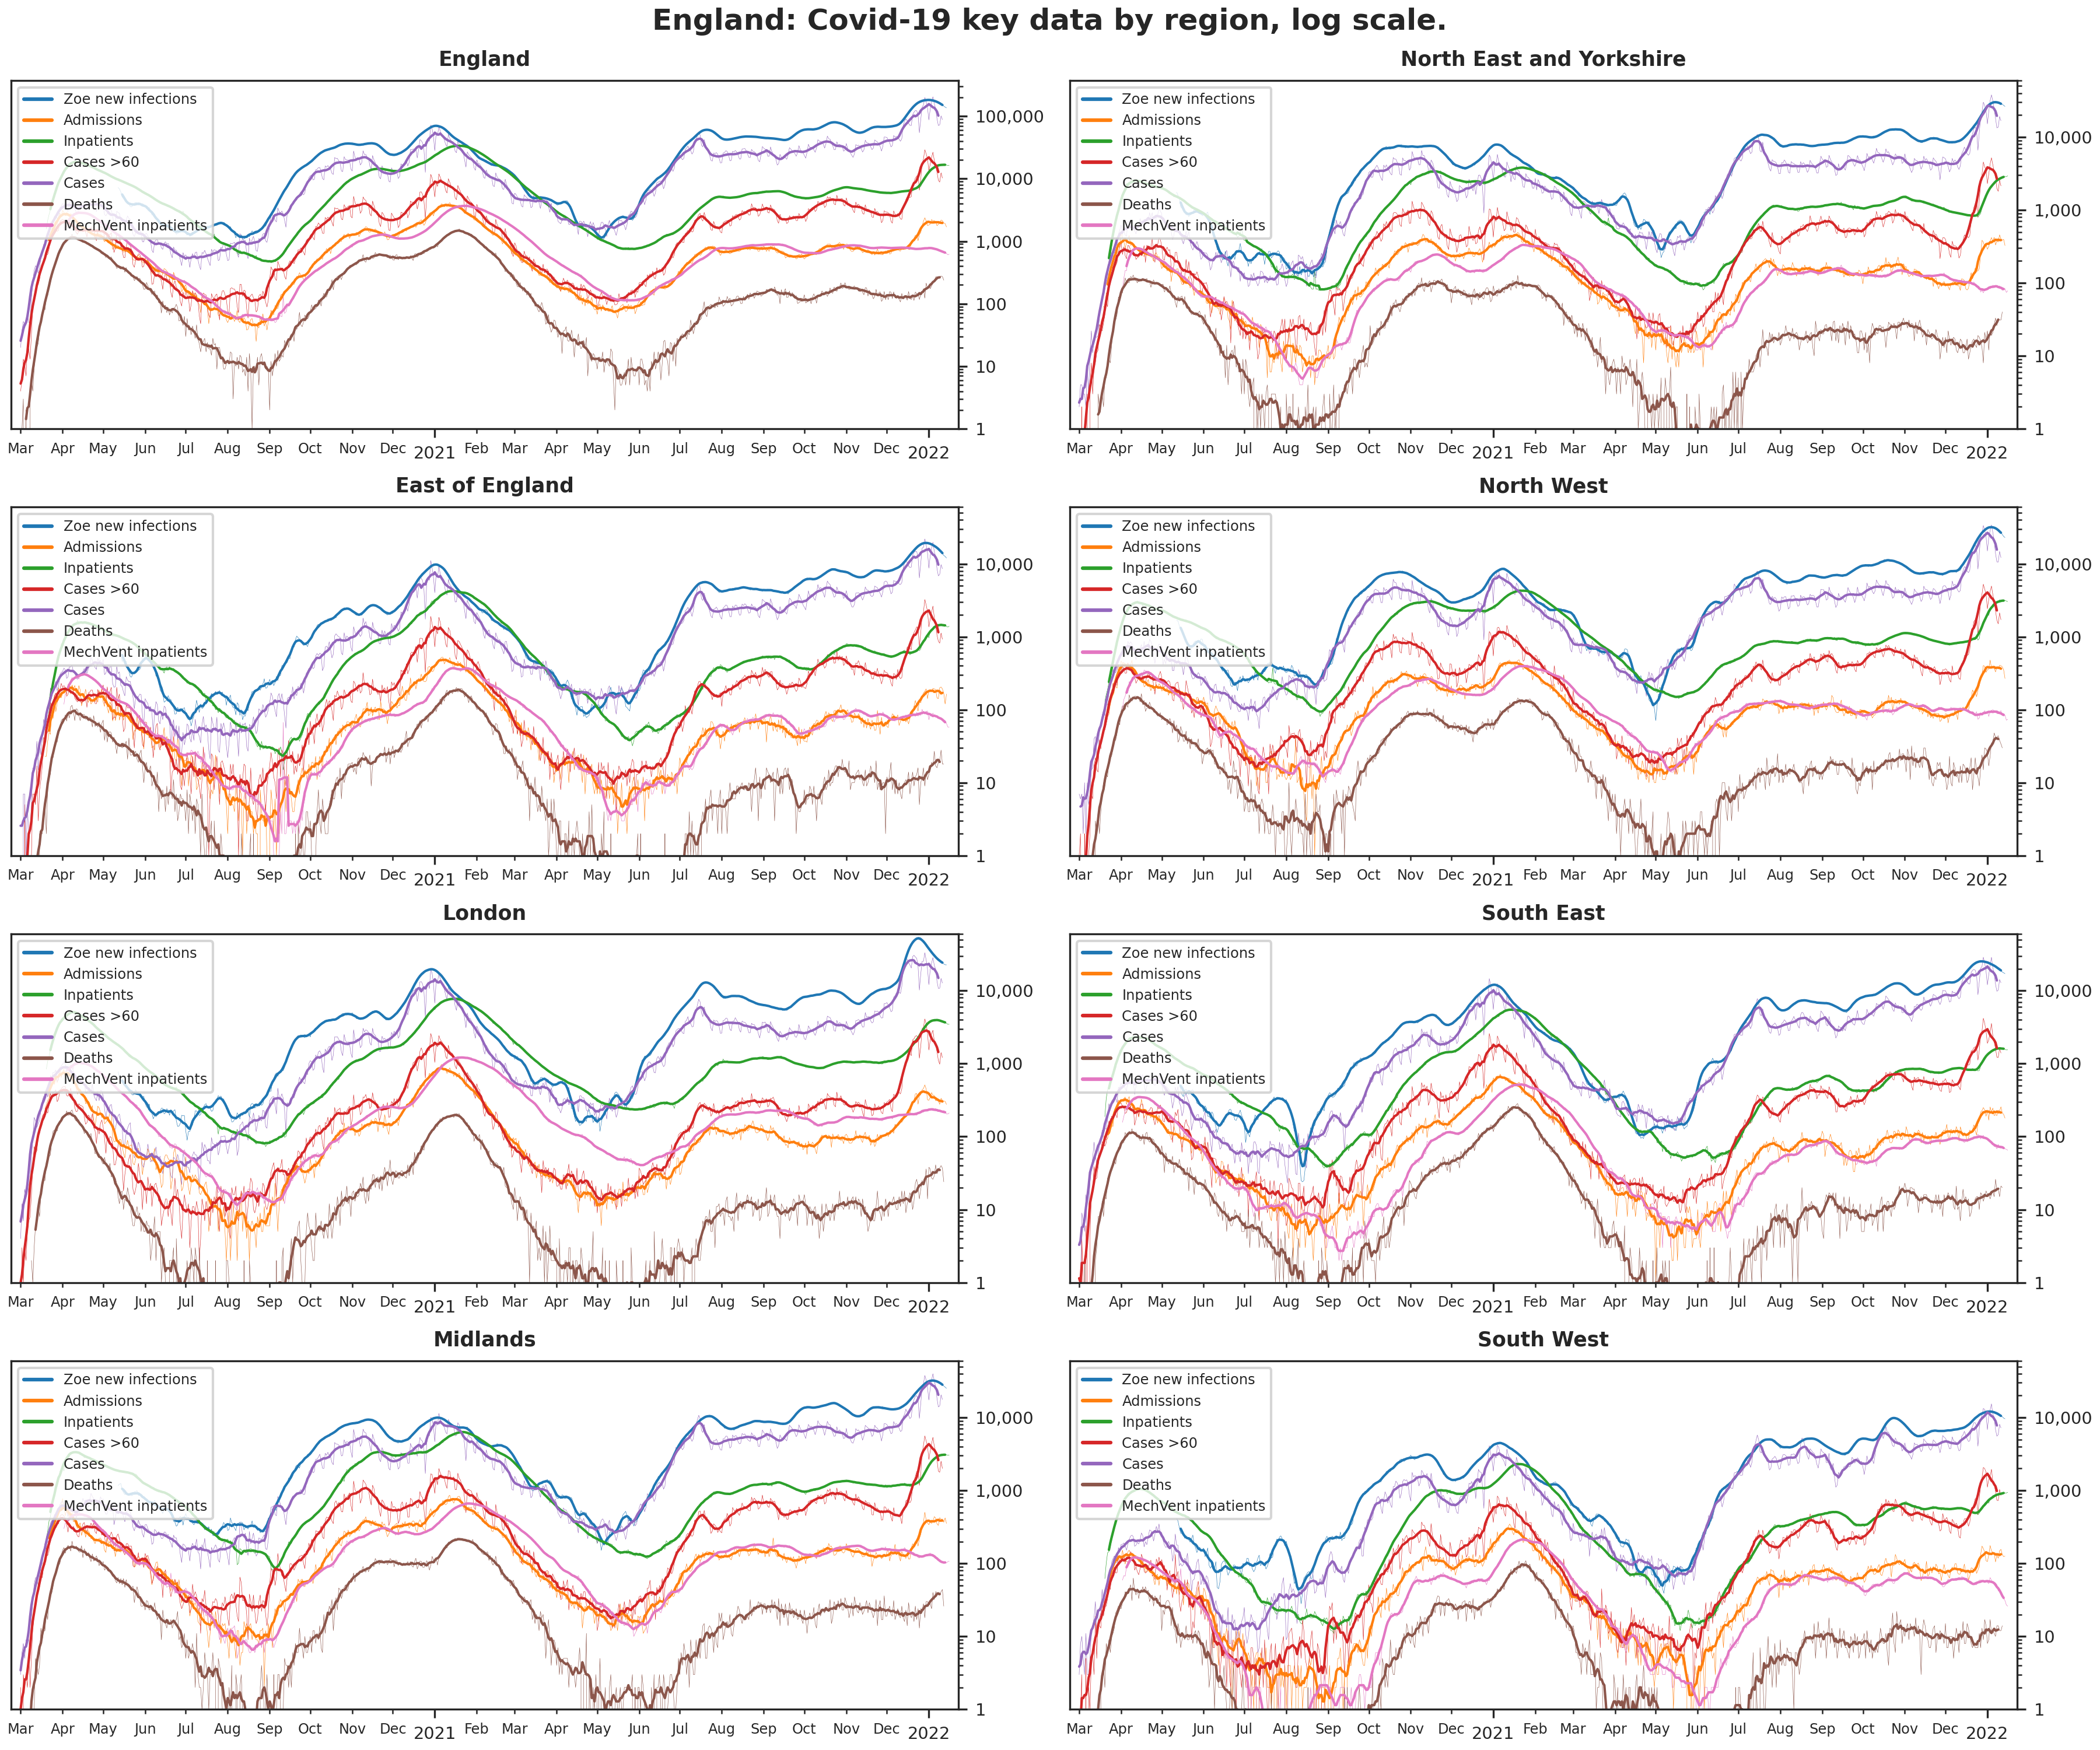 England: Covid-19 key data by region, log scale.
England
Zoe new infections
Admissions
Inpatients
Cases >60
Cases
Deaths
MechVent inpatients
100,000
10,000
1,000
100
10
1
Mar Apr May Jun Jul Aug Sep Oct Nov Dec 2021 Feb Mar Apr May Jun Jul Aug Sep Oct Nov Dec 2022
North East and Yorkshire
Zoe new infections
Admissions
Inpatients
Cases >60
Cases
Deaths
MechVent inpatients
10,000
1,000
100
10
1
Mar Apr May Jun Jul Aug Sep Oct Nov Dec 2021 Feb Mar Apr May Jun Jul Aug Sep Oct Nov Dec 2022
East of England
Zoe new infections
Admissions
Inpatients
Cases >60
Cases
Deaths
MechVent inpatients
10,000
1,000
100
10
1
Mar Apr May Jun Jul Aug Sep Oct Nov Dec 2021 Feb Mar Apr May Jun Jul Aug Sep Oct Nov Dec 2022
North West
Zoe new infections
Admissions
Inpatients
Cases >60
Cases
Deaths
MechVent inpatients
10,000
1,000
100
10
1
Mar Apr May Jun Jul Aug Sep Oct Nov Dec 2021 Feb Mar Apr May Jun Jul Aug Sep Oct Nov Dec 2022
London
Zoe new infections
Admissions
Inpatients
Cases >60
Cases
Deaths
MechVent inpatients
10,000
1,000
100
10
1
Mar Apr May Jun Jul Aug Sep Oct Nov Dec 2021 Feb Mar Apr May Jun Jul Aug Sep Oct Nov Dec 2022
South East
Zoe new infections
Admissions
Inpatients
Cases >60
Cases
Deaths
MechVent inpatients
10,000
1,000
100
10
1
Mar Apr May Jun Jul Aug Sep Oct Nov Dec 2021 Feb Mar Apr May Jun Jul Aug Sep Oct Nov Dec 2022
Midlands
Zoe new infections
Admissions
Inpatients
Cases >60
Cases
Deaths
MechVent inpatients
10,000
1,000
100
10
1
Mar Apr May Jun Jul Aug Sep Oct Nov Dec 2021 Feb Mar Apr May Jun Jul Aug Sep Oct Nov Dec 2022
South West
Zoe new infections
Admissions
Inpatients
Cases >60
Cases
Deaths
MechVent inpatients
10,000
1,000
100
10
1
Mar Apr May Jun Jul Aug Sep Oct Nov Dec 2021 Feb Mar Apr May Jun Jul Aug Sep Oct Nov Dec 2022